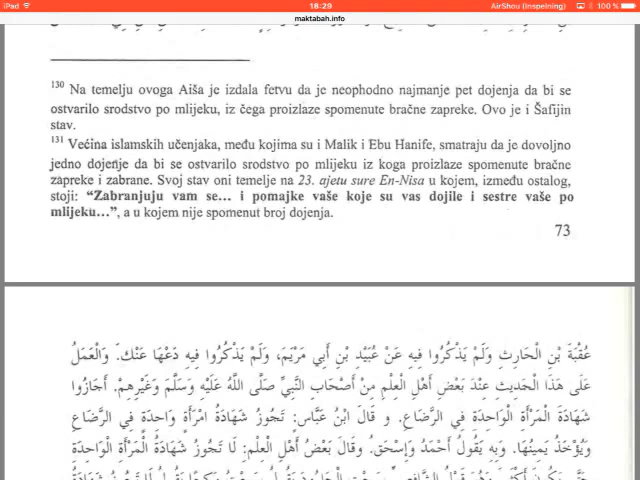 iPad
18:29
AirShou (Inspelning)
100 %
maktabah.info
130 Na temelju ovoga Aiša je izdala fetvu da je neophodno najmanje pet dojenja da bi se
ostvarilo srodstvo po mlijeku, iz čega proizlaze spomenute bračne zapreke. Ovo je i Šafijin
stav.
131 Većina islamskih učenjaka, među kojima su i Malik i Ebu Hanife, smatraju da je dovoljno
jedno dojenje da bi se ostvarilo srodstvo po mlijeku iz koga proizlaze spomenute bračne
zapreke i zabrane. Svoj stav oni temelje na 23. ajetu sure En-Nisa u kojem, između ostalog,
stoji: “Zabranjuju vam se... i pomajke vaše koje su vas dojile i sestre vaše po
mlijeku...”, a u kojem nije spomenut broj dojenja.
73
عُقْبَةَ بْنِ الْحَارِثِ وَلَمْ يَذْكُرُوا فِيهِ عَنْ عُبَيْدِ بْنِ أَبِي مَرْيَمَ، وَلَمْ يَذْكُرُوا فِيهِ دَعْهَا عَنْكَ. وَالْعَمَلُ
عَلَى هَذَا الْحَدِيثِ عِنْدَ بَعْضِ أَهْلِ الْعِلْمِ مِنْ أَصْحَابِ النَّبِيِّ صَلَّى اللَّهُ عَلَيْهِ وَسَلَّمَ وَغَيْرِهِمْ. أَجَازُوا
شَهَادَةَ الْمَرْأَةِ الْوَاحِدَةِ فِي الرَّضَاعِ. و قَالَ ابْنُ عَبَّاسٍ: تَجُوزُ شَهَادَةُ امْرَأَةٍ وَاحِدَةٍ فِي الرَّضَاعِ
وَيُؤْخَذُ يَمِينُهَا. وَبِهِ يَقُولُ أَحْمَدُ وَإِسْحَقُ. وَقَالَ بَعْضُ أَهْلِ الْعِلْمِ: لَا تَجُوزُ شَهَادَةُ الْمَرْأَةِ الْوَاحِدَةِ